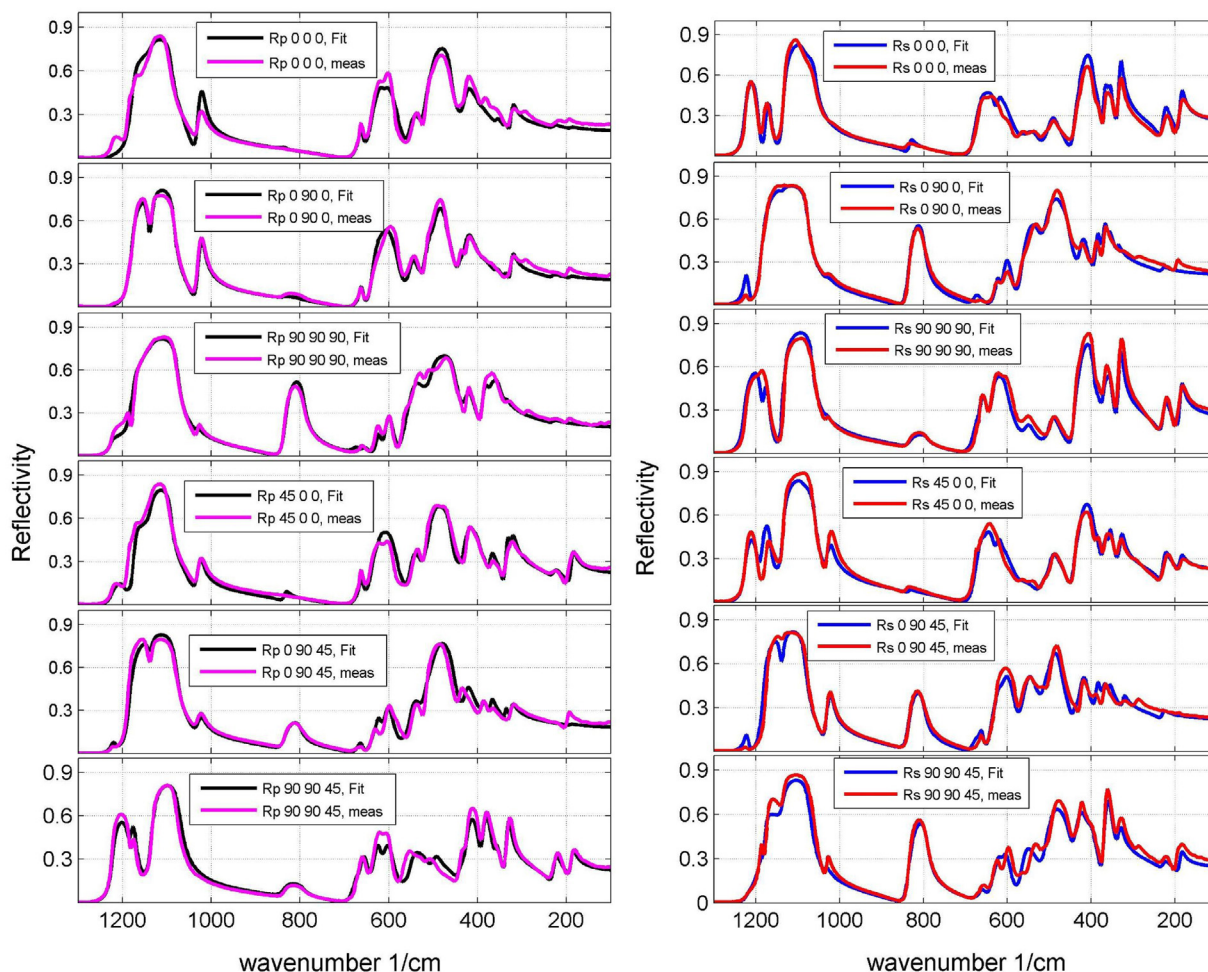 0.9
0.6
0.3
Rp 0 0 0, Fit
Rp 0 0 0, meas
0.9
0.6
0.3
Rp 0 90 0, Fit
Rp 0 90 0, meas
0.9
0.6
0.3
Rp 90 90 90, Fit
Rp 90 90 90, meas
0.9
0.6
0.3
Rp 45 0 0, Fit
Rp 45 0 0, meas
0.9
0.6
0.3
Rp 0 90 45, Fit
Rp 0 90 45, meas
0.9
0.6
0.3
Rp 90 90 45, Fit
Rp 90 90 45, meas
Reflectivity
1200 1000 800 600 400 200
wavenumber 1/cm
0.9
0.6
0.3
Rs 0 0 0, Fit
Rs 0 0 0, meas
0.9
0.6
0.3
Rs 0 90 0, Fit
Rs 0 90 0, meas
0.9
0.6
0.3
Rs 90 90 90, Fit
Rs 90 90 90, meas
0.9
0.6
0.3
Rs 45 0 0, Fit
Rs 45 0 0, meas
0.9
0.6
0.3
Rs 0 90 45, Fit
Rs 0 90 45, meas
0.9
0.6
0.3
0
Rs 90 90 45, Fit
Rs 90 90 45, meas
Reflectivity
1200 1000 800 600 400 200
wavenumber 1/cm